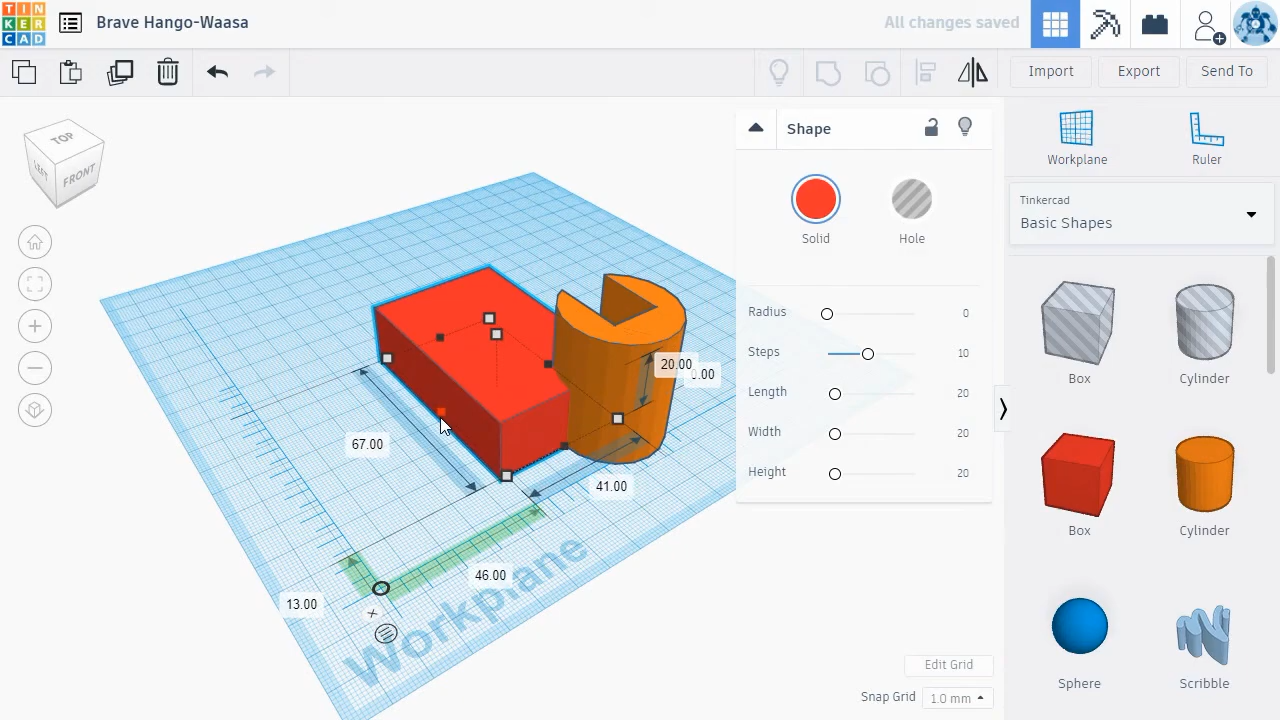 TIN
KER
CAD
Brave Hango-Waasa
All changes saved
Import
Export
Send To
TOP
LEFT
FRONT
Shape
Solid
Hole
Radius
0
Steps
10
Length
20
Width
20
Height
20
Workplane
Ruler
Tinkercad
Basic Shapes
Box
Cylinder
Box
Cylinder
Sphere
Scribble
20.00
67.00
41.00
46.00
13.00
Workplane
Edit Grid
Snap Grid
1.0 mm